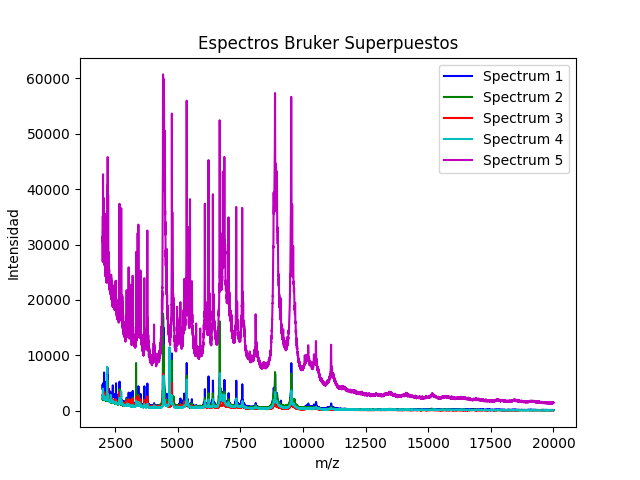 Espectros Bruker Superpuestos
Spectrum 1
Spectrum 2
Spectrum 3
Spectrum 4
Spectrum 5
60000
50000
40000
30000
20000
10000
0
Intensidad
2500 5000 7500 10000 12500 15000 17500 20000
m/z